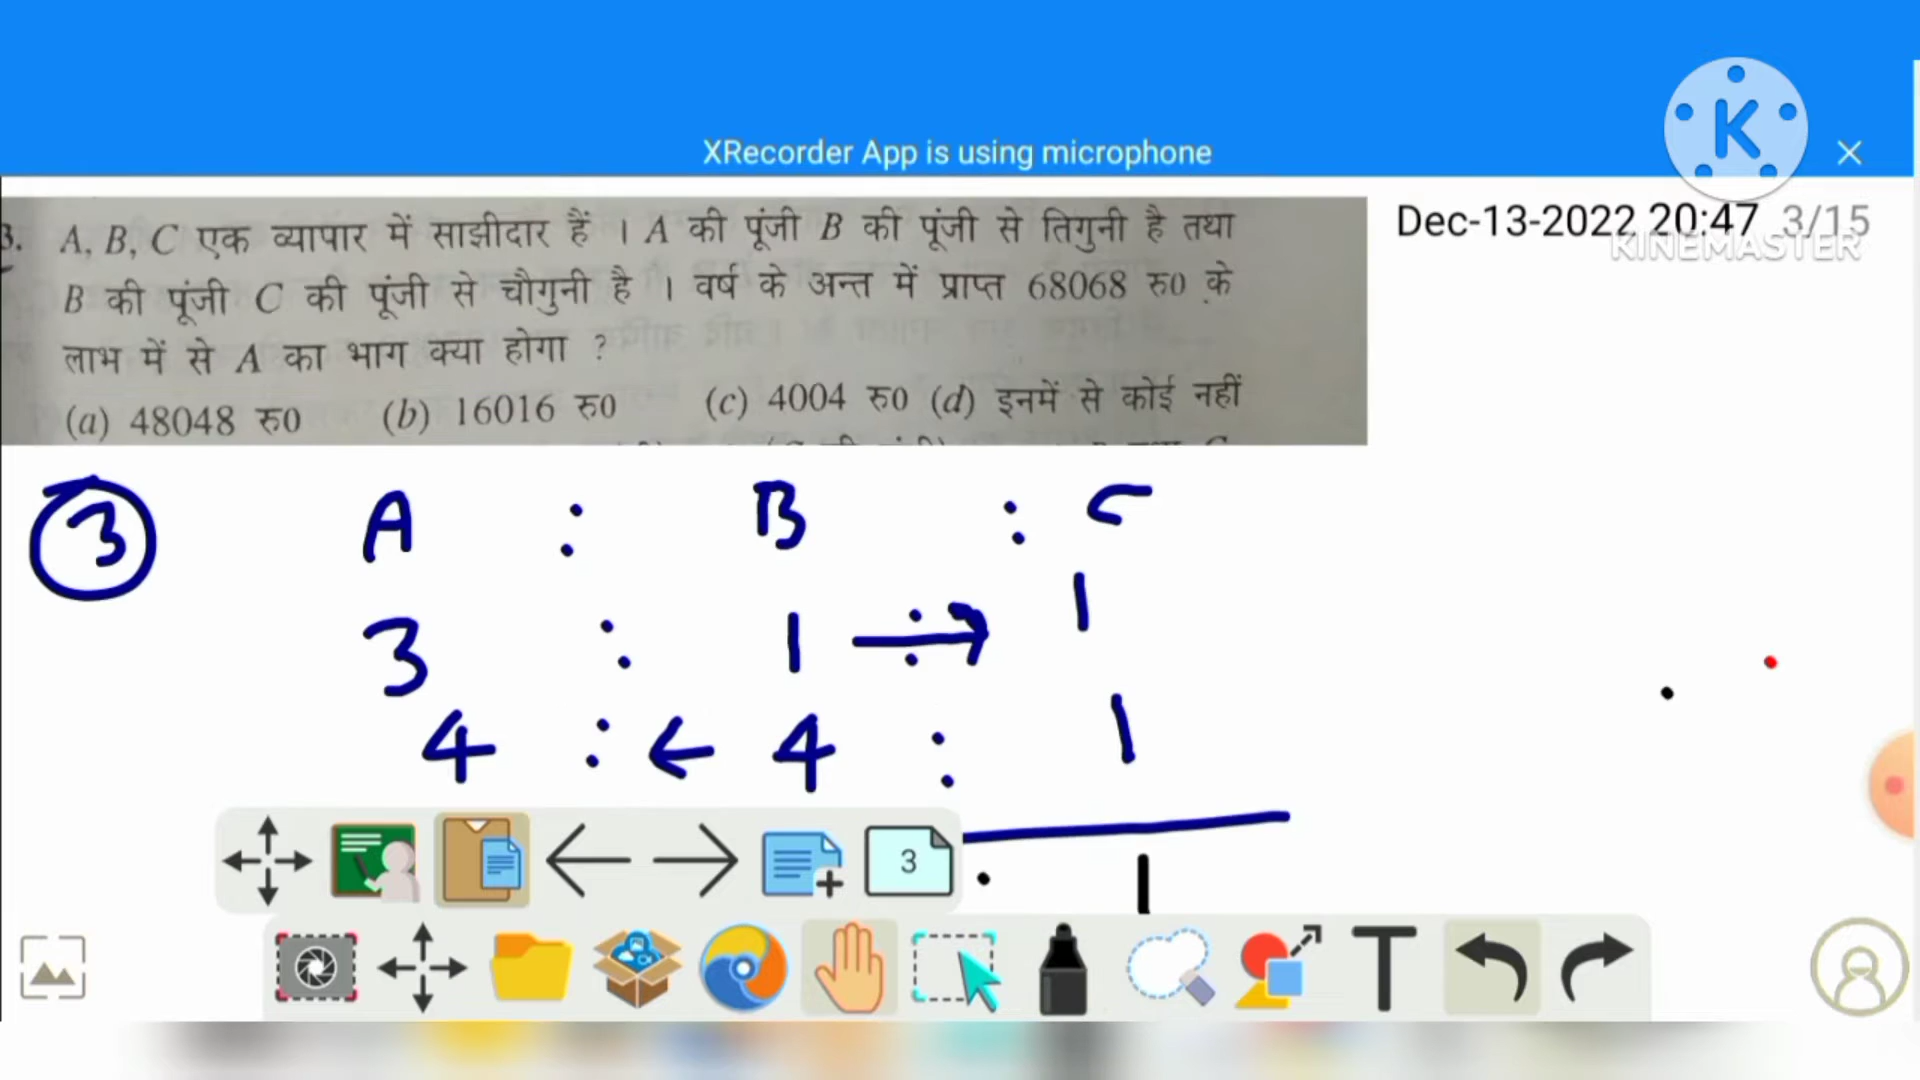 XRecorder App is using microphone
K
Dec-13-2022 20:47 3/15
KINEMASTER
3. A, B, C एक व्यापार में साझीदार हैं । A की पूंजी B की पूंजी से तिगुनी है तथा
B की पूंजी C की पूंजी से चौगुनी है । वर्ष के अन्त में प्राप्त 68068 रु0 के
लाभ में से A का भाग क्या होगा ?
(a) 48048 रु0 (b) 16016 रु0 (c) 4004 रु0 (d) इनमें से कोई नहीं
3 A : B : C
3 : 1 : 1
4 : 4 : 1
3
T